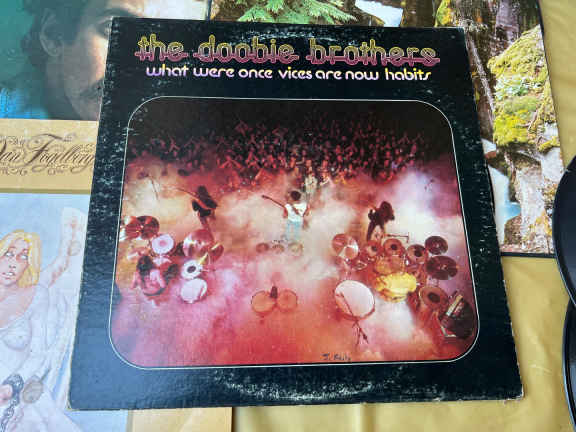 the doobie brothers
what were once vices are now habits
Dan Fogelberg